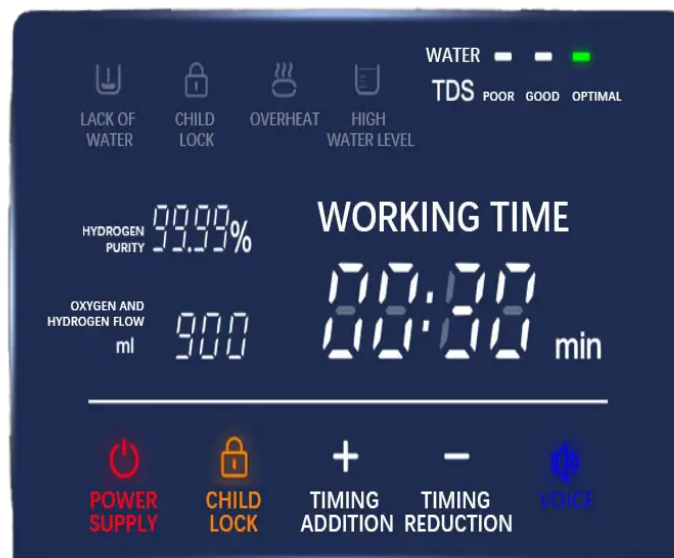 WATER
TDS POOR GOOD OPTIMAL
LACK OF
WATER
CHILD
LOCK
OVERHEAT
HIGH
WATER LEVEL
HYDROGEN
PURITY
99.99%
WORKING TIME
OXYGEN AND
HYDROGEN FLOW
ml
900
00:30 min
POWER
SUPPLY
CHILD
LOCK
+
TIMING
ADDITION
−
TIMING
REDUCTION
VOICE